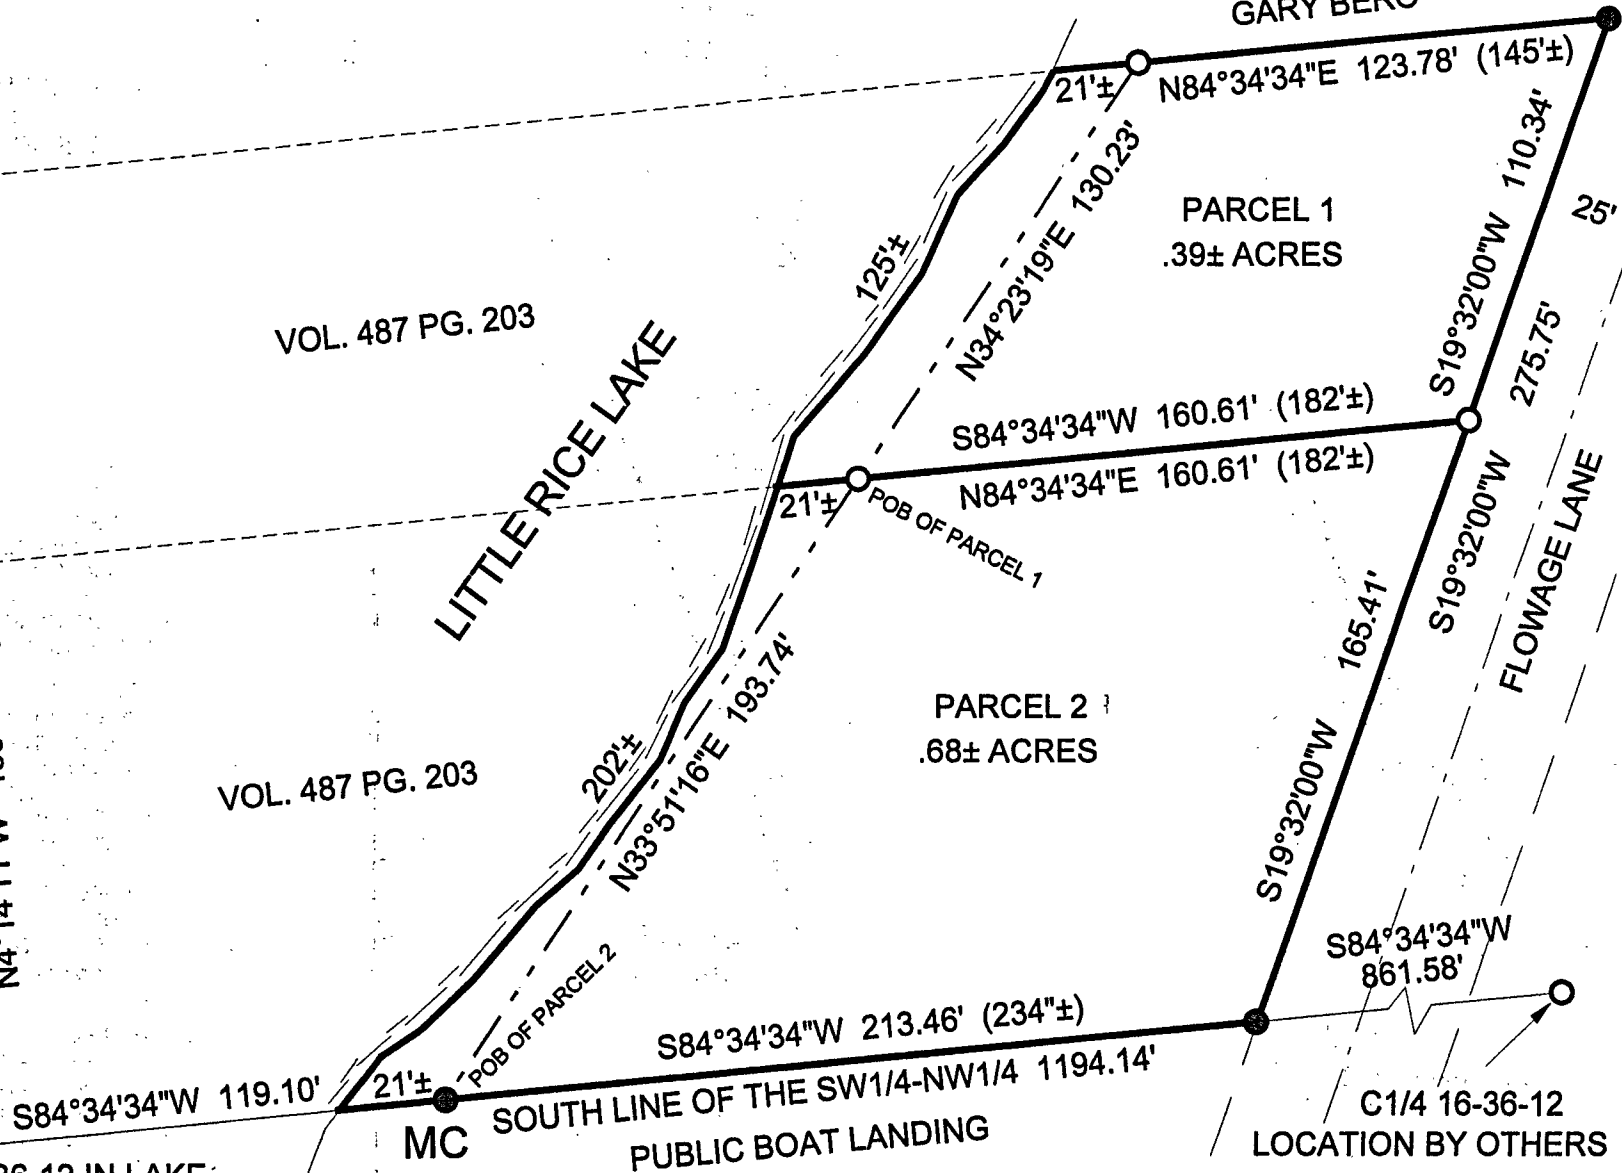 GARY BERG
21'±
N84°34'34"E 123.78' (145'±)
N34°23'19"E 130.23'
PARCEL 1
.39± ACRES
S19°32'00"W 110.34'
25'
125'±
VOL. 487 PG. 203
LITTLE RICE LAKE
275.75'
S19°32'00"W
FLOWAGE LANE
S84°34'34"W 160.61' (182'±)
N84°34'34"E 160.61' (182'±)
21'±
POB OF PARCEL 1
165.41'
S19°32'00"W
N33°51'16"E 193.74'
PARCEL 2
.68± ACRES
202'±
VOL. 487 PG. 203
POB OF PARCEL 2
S84°34'34"W
861.58'
S84°34'34"W 213.46' (234"±)
S84°34'34"W 119.10'
21'±
MC
SOUTH LINE OF THE SW1/4-NW1/4 1194.14'
PUBLIC BOAT LANDING
C1/4 16-36-12
LOCATION BY OTHERS
IN LAKE